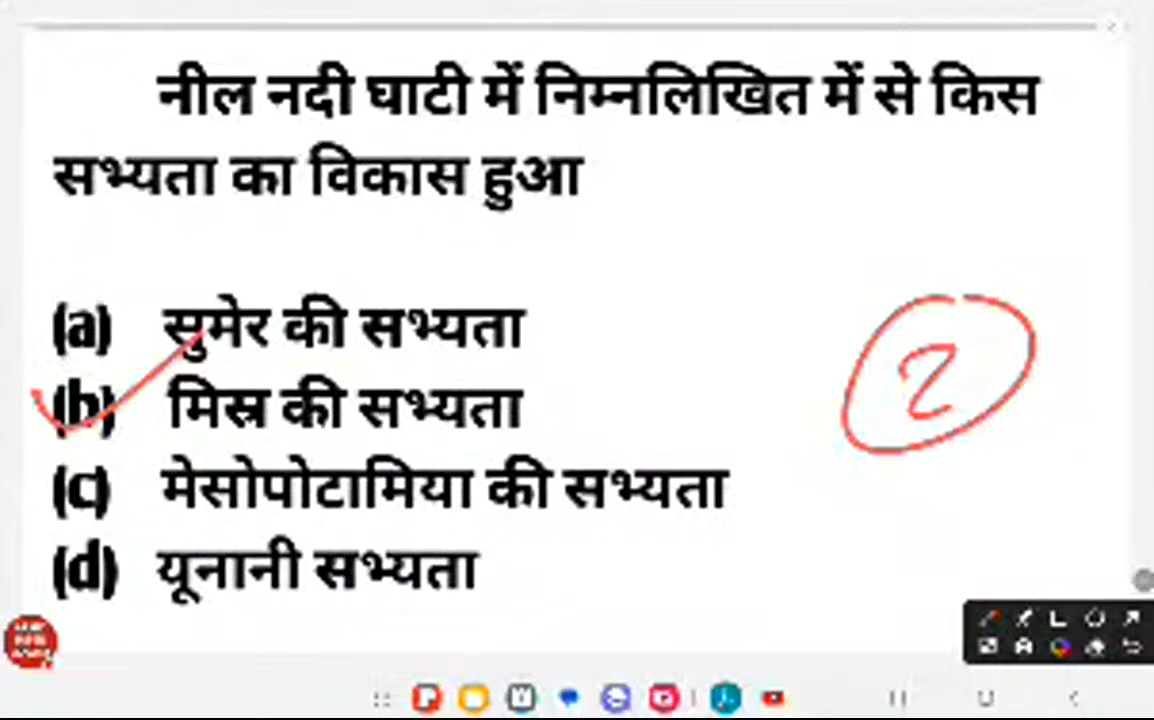 नील नदी घाटी में निम्नलिखित में से किस
सभ्यता का विकास हुआ
(a) सुमेर की सभ्यता
(b) मिस्र की सभ्यता
2
(c) मेसोपोटामिया की सभ्यता
(d) यूनानी सभ्यता